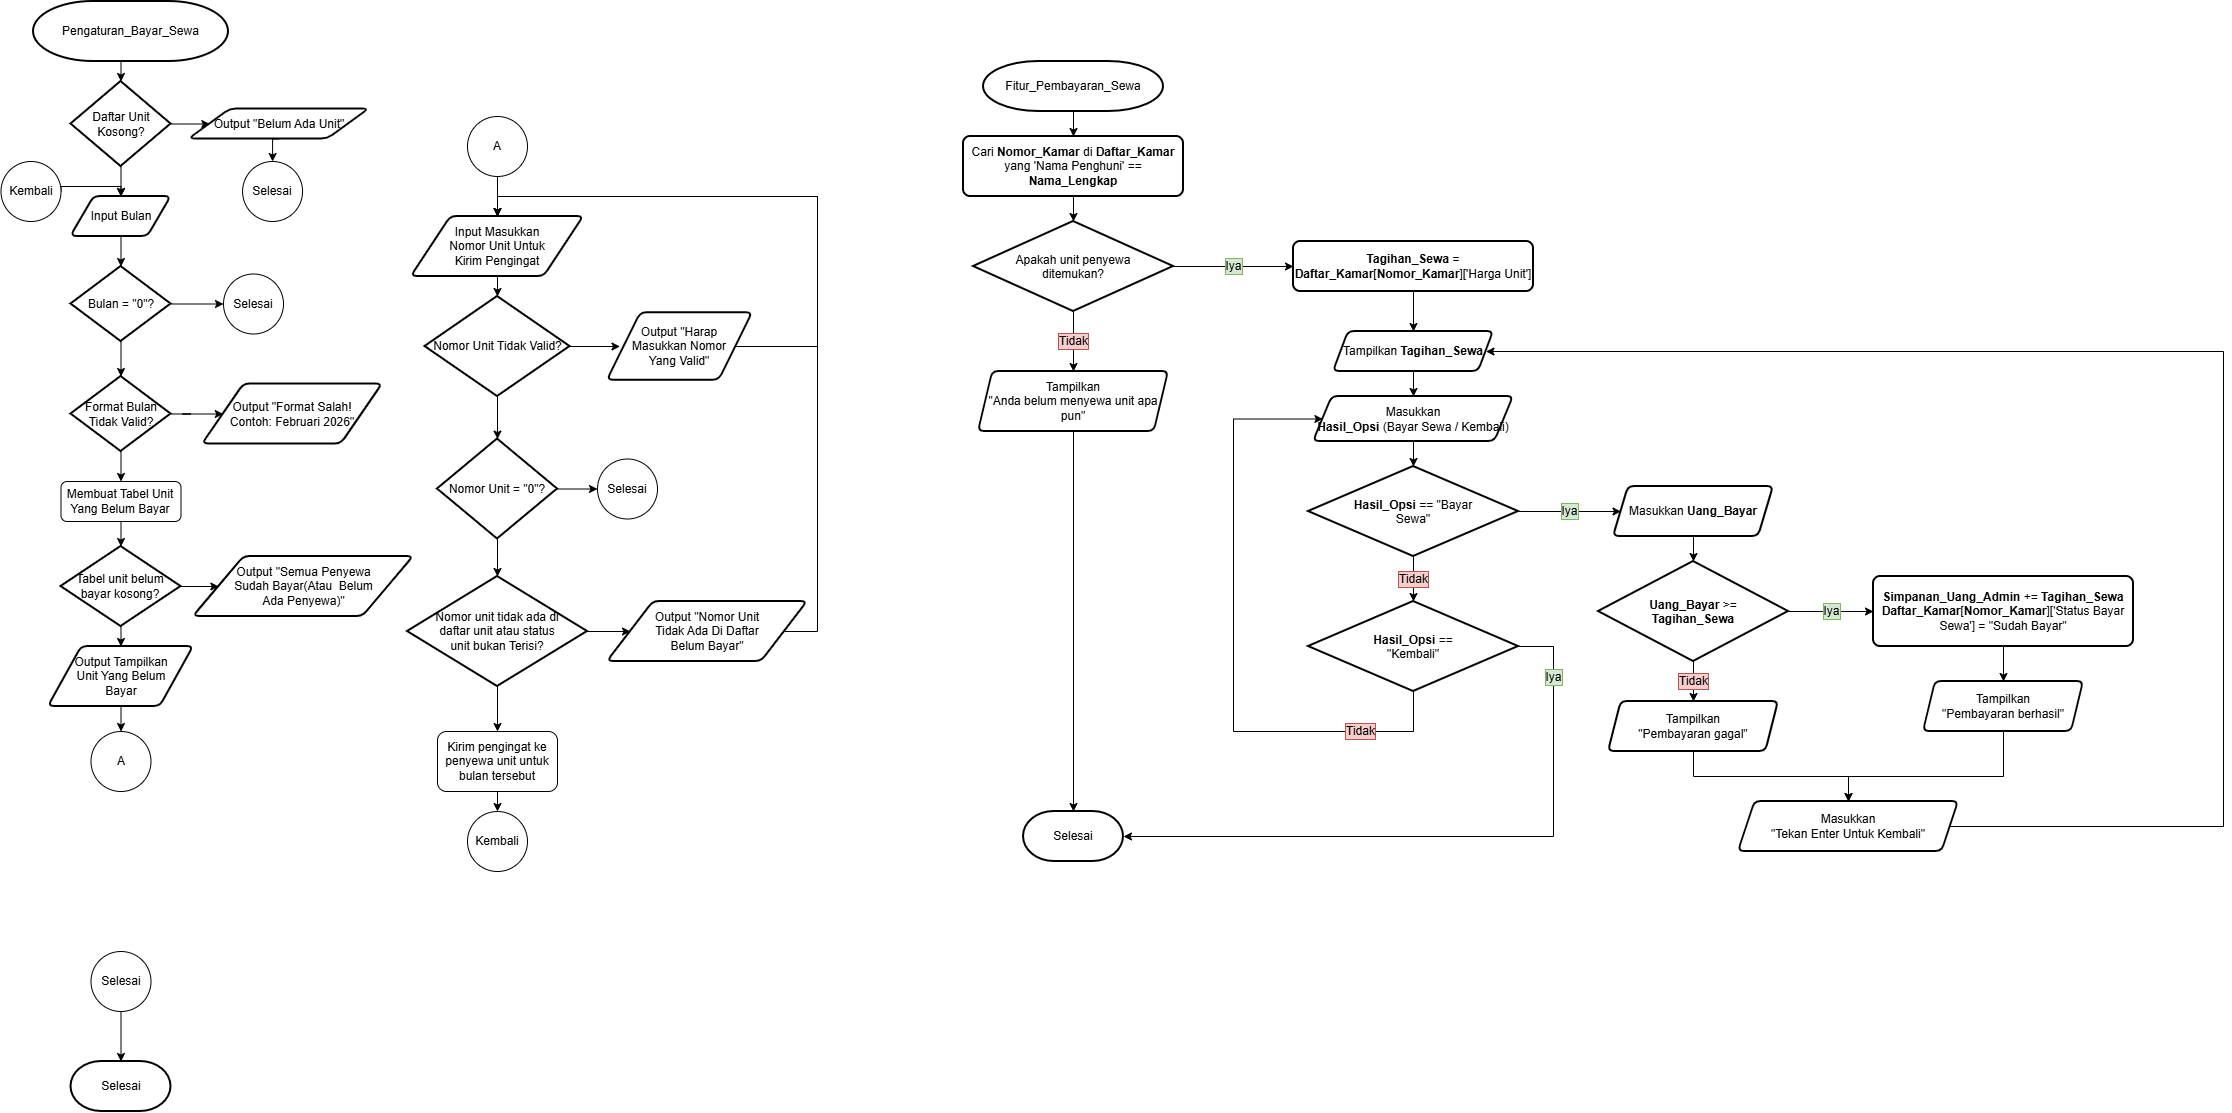 Pengaturan_Bayar_Sewa
Daftar Unit
Kosong?
Output "Belum Ada Unit"
Kembali
Selesai
Input Bulan
Bulan = "0"?
Selesai
Format Bulan
Tidak Valid?
Output "Format Salah!
Contoh: Februari 2026"
Membuat Tabel Unit
Yang Belum Bayar
Tabel unit belum
bayar kosong?
Output "Semua Penyewa
Sudah Bayar(Atau Belum
Ada Penyewa)"
Output Tampilkan
Unit Yang Belum
Bayar
A
Selesai
Selesai
A
Input Masukkan
Nomor Unit Untuk
Kirim Pengingat
Nomor Unit Tidak Valid?
Output "Harap
Masukkan Nomor
Yang Valid"
Nomor Unit = "0"?
Selesai
Nomor unit tidak ada di
daftar unit atau status
unit bukan Terisi?
Output "Nomor Unit
Tidak Ada Di Daftar
Belum Bayar"
Kirim pengingat ke
penyewa unit untuk
bulan tersebut
Kembali
Fitur_Pembayaran_Sewa
Cari Nomor_Kamar di Daftar_Kamar
yang 'Nama Penghuni' ==
Nama_Lengkap
Apakah unit penyewa
ditemukan?
Iya
Tagihan_Sewa =
Daftar_Kamar[Nomor_Kamar]['Harga Unit']
Tidak
Tampilkan
"Anda belum menyewa unit apa
pun"
Tampilkan Tagihan_Sewa
Masukkan
Hasil_Opsi (Bayar Sewa / Kembali)
Hasil_Opsi == "Bayar
Sewa"
Iya
Masukkan Uang_Bayar
Tidak
Hasil_Opsi ==
"Kembali"
Iya
Tidak
Uang_Bayar >=
Tagihan_Sewa
Iya
Simpanan_Uang_Admin += Tagihan_Sewa
Daftar_Kamar[Nomor_Kamar]['Status Bayar
Sewa'] = "Sudah Bayar"
Tidak
Tampilkan
"Pembayaran gagal"
Tampilkan
"Pembayaran berhasil"
Masukkan
"Tekan Enter Untuk Kembali"
Selesai